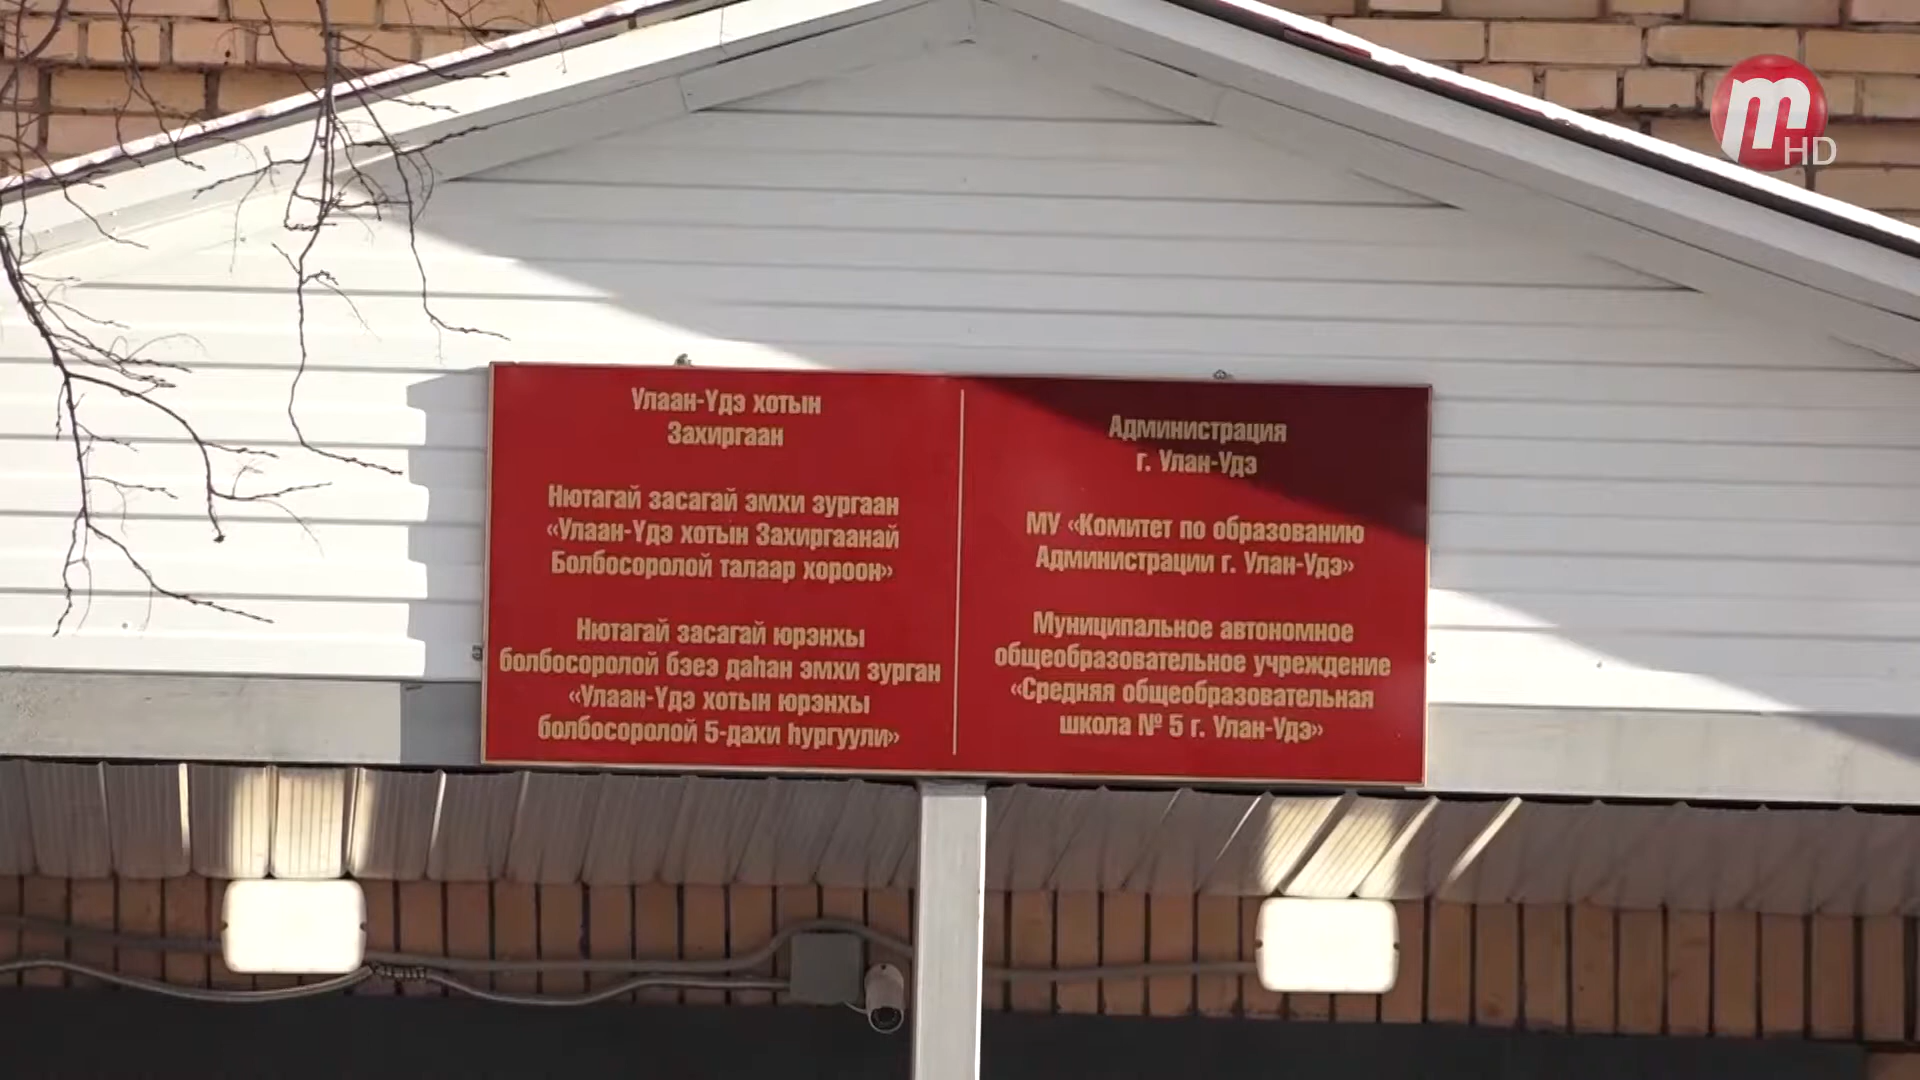 Улаан-Үдэ хотын
Захиргаан
Нютагай засагай эмхи зургаан
«Улаан-Үдэ хотын Захиргаанай
Болбосоролой талаар хороон»
Нютагай засагай юрэнхы
болбосоролой бэеэ даһан эмхи зурган
«Улаан-Үдэ хотын юрэнхы
болбосоролой 5-дахи һургуули»
Администрация
г. Улан-Удэ
МУ «Комитет по образованию
Администрации г. Улан-Удэ»
Муниципальное автономное
общеобразовательное учреждение
«Средняя общеобразовательная
школа № 5 г. Улан-Удэ»
m HD